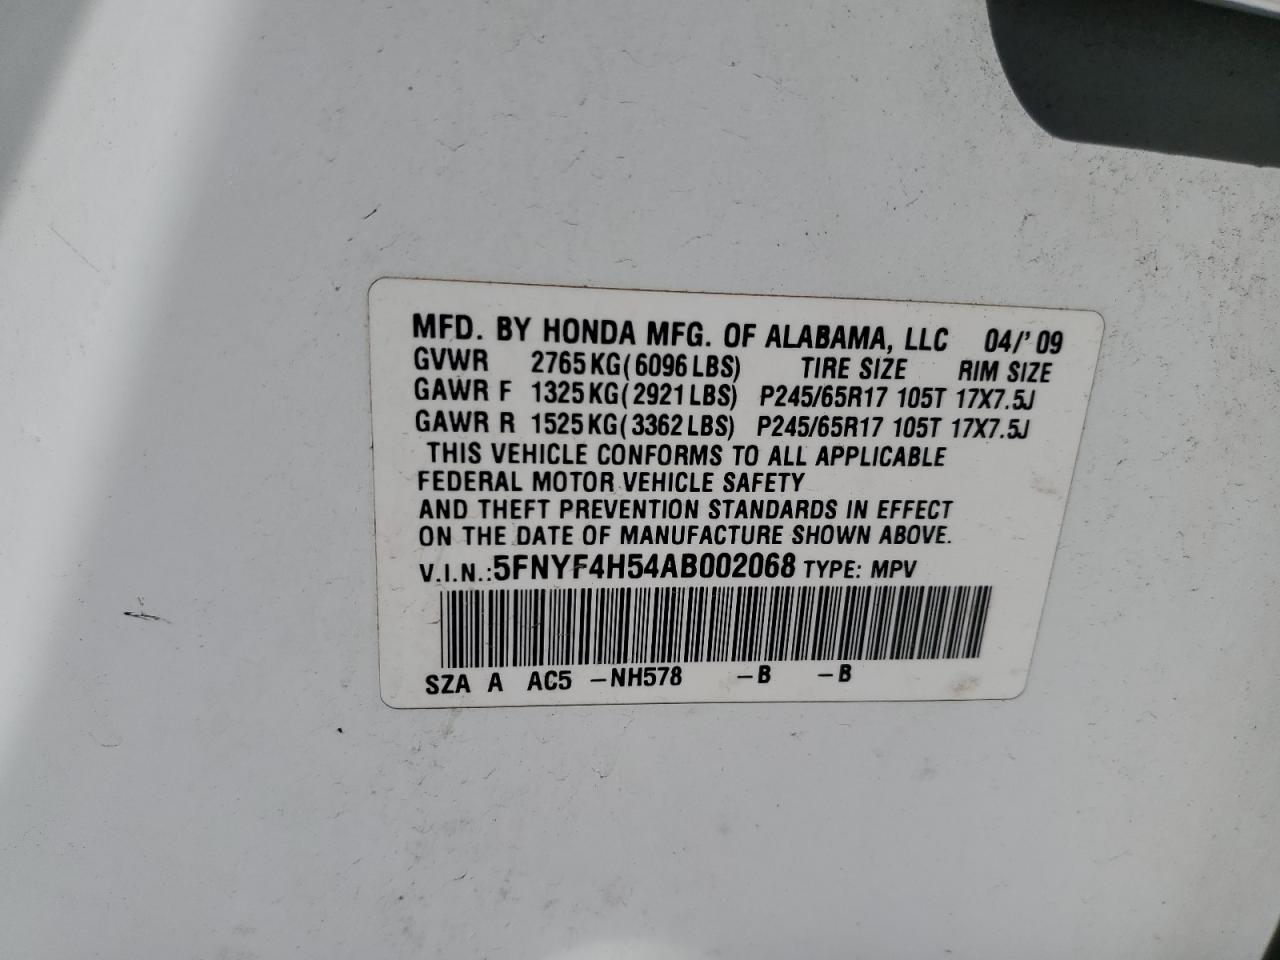 MFD. BY HONDA MFG. OF ALABAMA, LLC 04/'09
GVWR 2765KG(6096LBS) TIRE SIZE RIM SIZE
GAWR F 1325KG(2921LBS) P245/65R17 105T 17X7.5J
GAWR R 1525KG(3362LBS) P245/65R17 105T 17X7.5J
THIS VEHICLE CONFORMS TO ALL APPLICABLE
FEDERAL MOTOR VEHICLE SAFETY
AND THEFT PREVENTION STANDARDS IN EFFECT
ON THE DATE OF MANUFACTURE SHOWN ABOVE.
V.I.N.:5FNYF4H54AB002068 TYPE: MPV
SZA A AC5 -NH578 -B -B